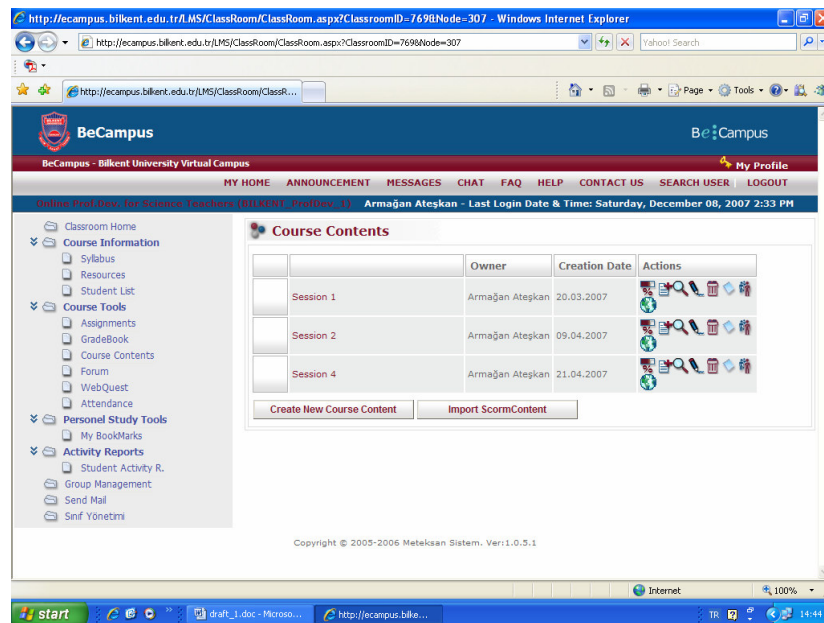 http://ecampus.bilkent.edu.tr/LMS/ClassRoom/ClassRoom.aspx?ClassroomID=769&Node=307 - Windows Internet Explorer
http://ecampus.bilkent.edu.tr/LMS/ClassRoom/ClassRoom.aspx?ClassroomID=769&Node=307
Yahoo! Search
http://ecampus.bilkent.edu.tr/LMS/ClassRoom/ClassR...
Page
Tools
BeCampus
Be Campus
BeCampus - Bilkent University Virtual Campus
My Profile
MY HOME ANNOUNCEMENT MESSAGES CHAT FAQ HELP CONTACT US SEARCH USER LOGOUT
Online Prof.Dev. for Science Teachers (BILKENT_ProfDev_1) Armağan Ateşkan - Last Login Date & Time: Saturday, December 08, 2007 2:33 PM
Classroom Home
Course Information
Syllabus
Resources
Student List
Course Tools
Assignments
GradeBook
Course Contents
Forum
WebQuest
Attendance
Personel Study Tools
My BookMarks
Activity Reports
Student Activity R.
Group Management
Send Mail
Sınıf Yönetimi
Course Contents
Owner Creation Date Actions
Session 1 Armağan Ateşkan 20.03.2007
Session 2 Armağan Ateşkan 09.04.2007
Session 4 Armağan Ateşkan 21.04.2007
Create New Course Content Import ScormContent
Copyright © 2005-2006 Meteksan Sistem. Ver:1.0.5.1
Internet 100%
start
draft_1.doc - Microso...
http://ecampus.bilke...
TR 14:44